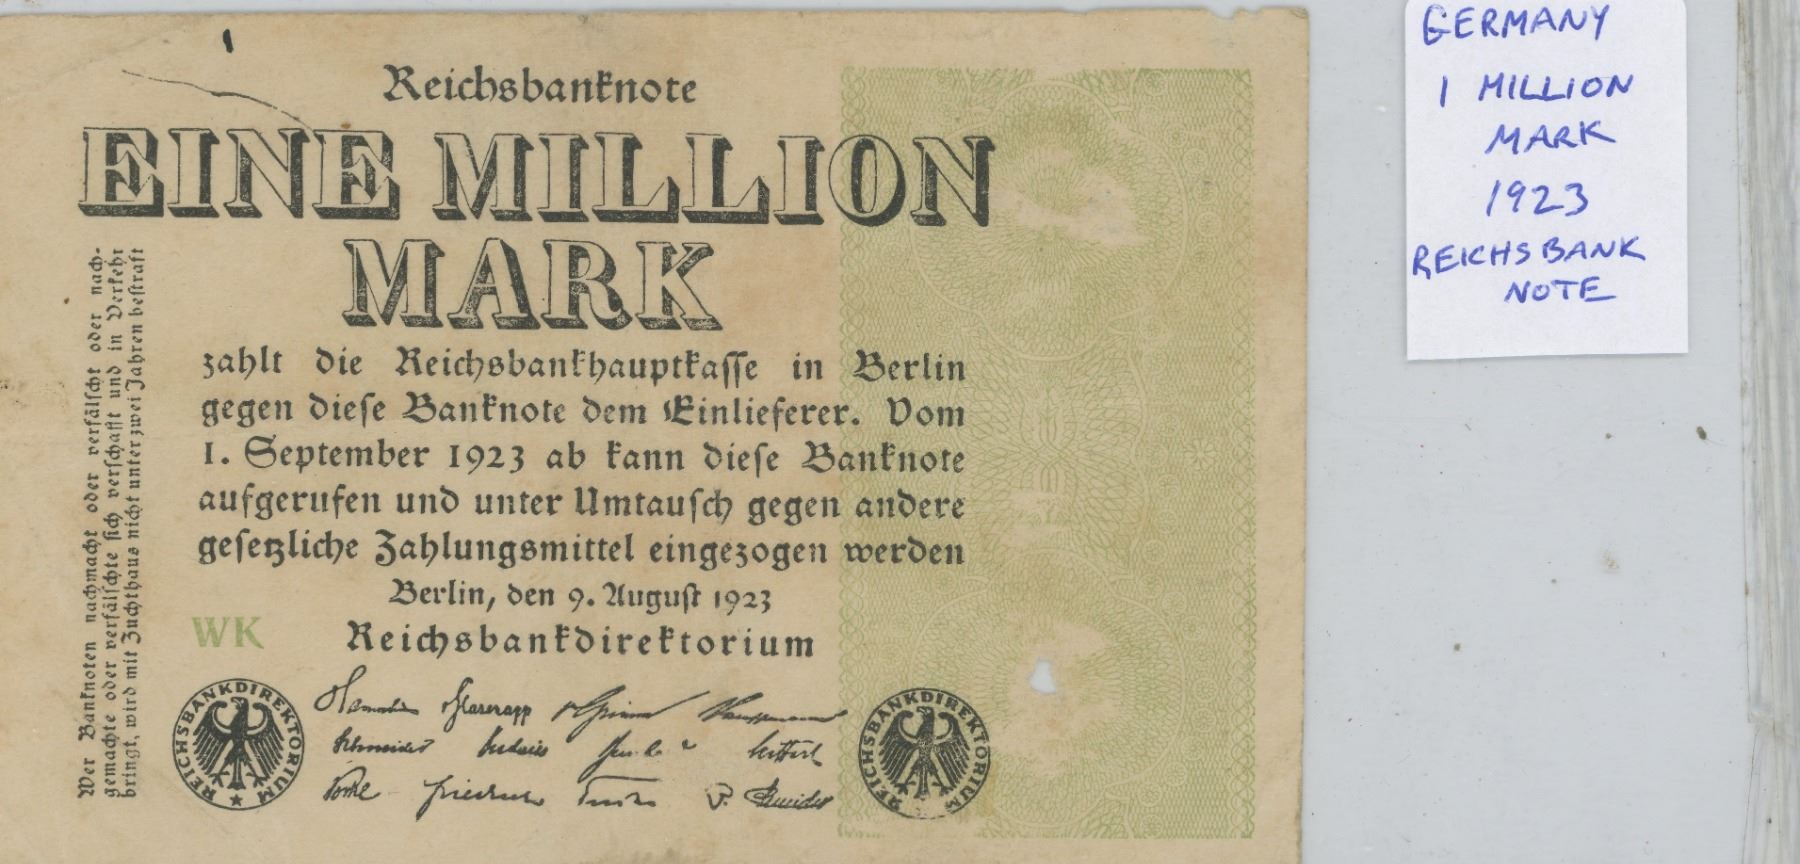 Reichsbanknote
EINE MILLION
MARK
zahlt die Reichsbankhauptkasse in Berlin
gegen diese Banknote dem Einlieferer. Vom
1. September 1923 ab kann diese Banknote
aufgerufen und unter Umtausch gegen andere
gesetzliche Zahlungsmittel eingezogen werden
Berlin, den 9. August 1923
WK
Reichsbankdirektorium
Wer Banknoten nachmacht oder verfälscht oder nach-
gemachte oder verfälschte sich verschafft und in Verkehr
bringt, wird mit Zuchthaus nicht unter zwei Jahren bestraft
REICHSBANKDIREKTORIUM
REICHSBANKDIREKTORIUM
GERMANY
1 MILLION
MARK
1923
REICHSBANK
NOTE